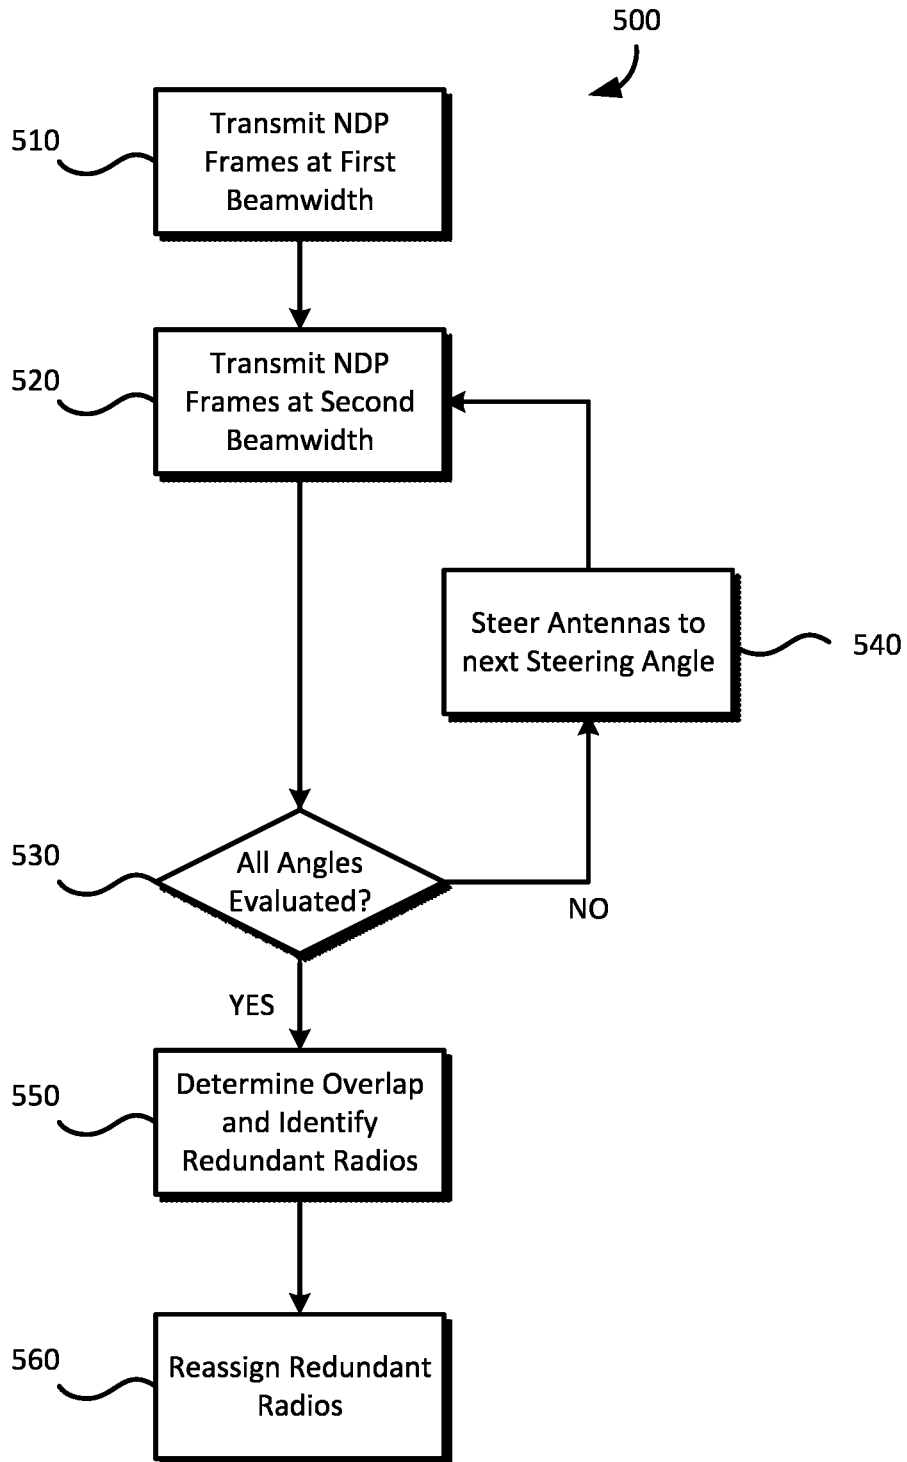 500
510
Transmit NDP
Frames at First
Beamwidth
520
Transmit NDP
Frames at Second
Beamwidth
Steer Antennas to
next Steering Angle
540
530
All Angles
Evaluated?
NO
YES
550
Determine Overlap
and Identify
Redundant Radios
560
Reassign Redundant
Radios